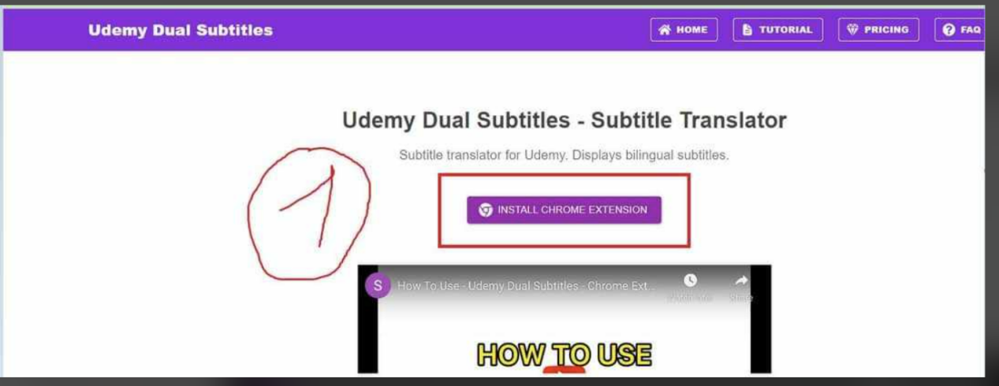 Udemy Dual Subtitles
HOME
TUTORIAL
PRICING
FAQ
Udemy Dual Subtitles - Subtitle Translator
Subtitle translator for Udemy. Displays bilingual subtitles.
1
INSTALL CHROME EXTENSION
S
How To Use - Udemy Dual Subtitles - Chrome Ext...
HOW TO USE